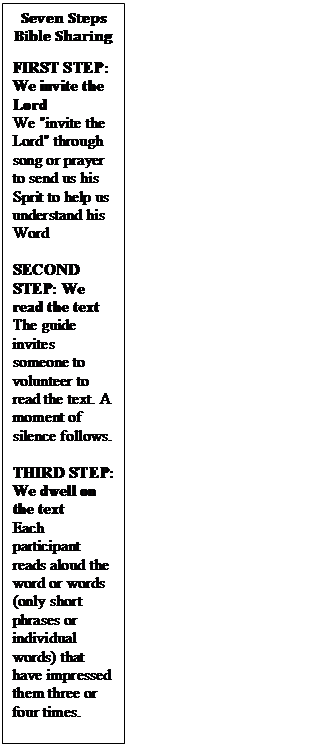 Seven Steps
Bible Sharing
FIRST STEP:
We invite the
Lord
We "invite the
Lord" through
song or prayer
to send us his
Sprit to help us
understand his
Word
SECOND
STEP: We
read the text
The guide
invites
someone to
volunteer to
read the text. A
moment of
silence follows.
THIRD STEP:
We dwell on
the text
Each
participant
reads aloud the
word or words
(only short
phrases or
individual
words) that
have impressed
them three or
four times.